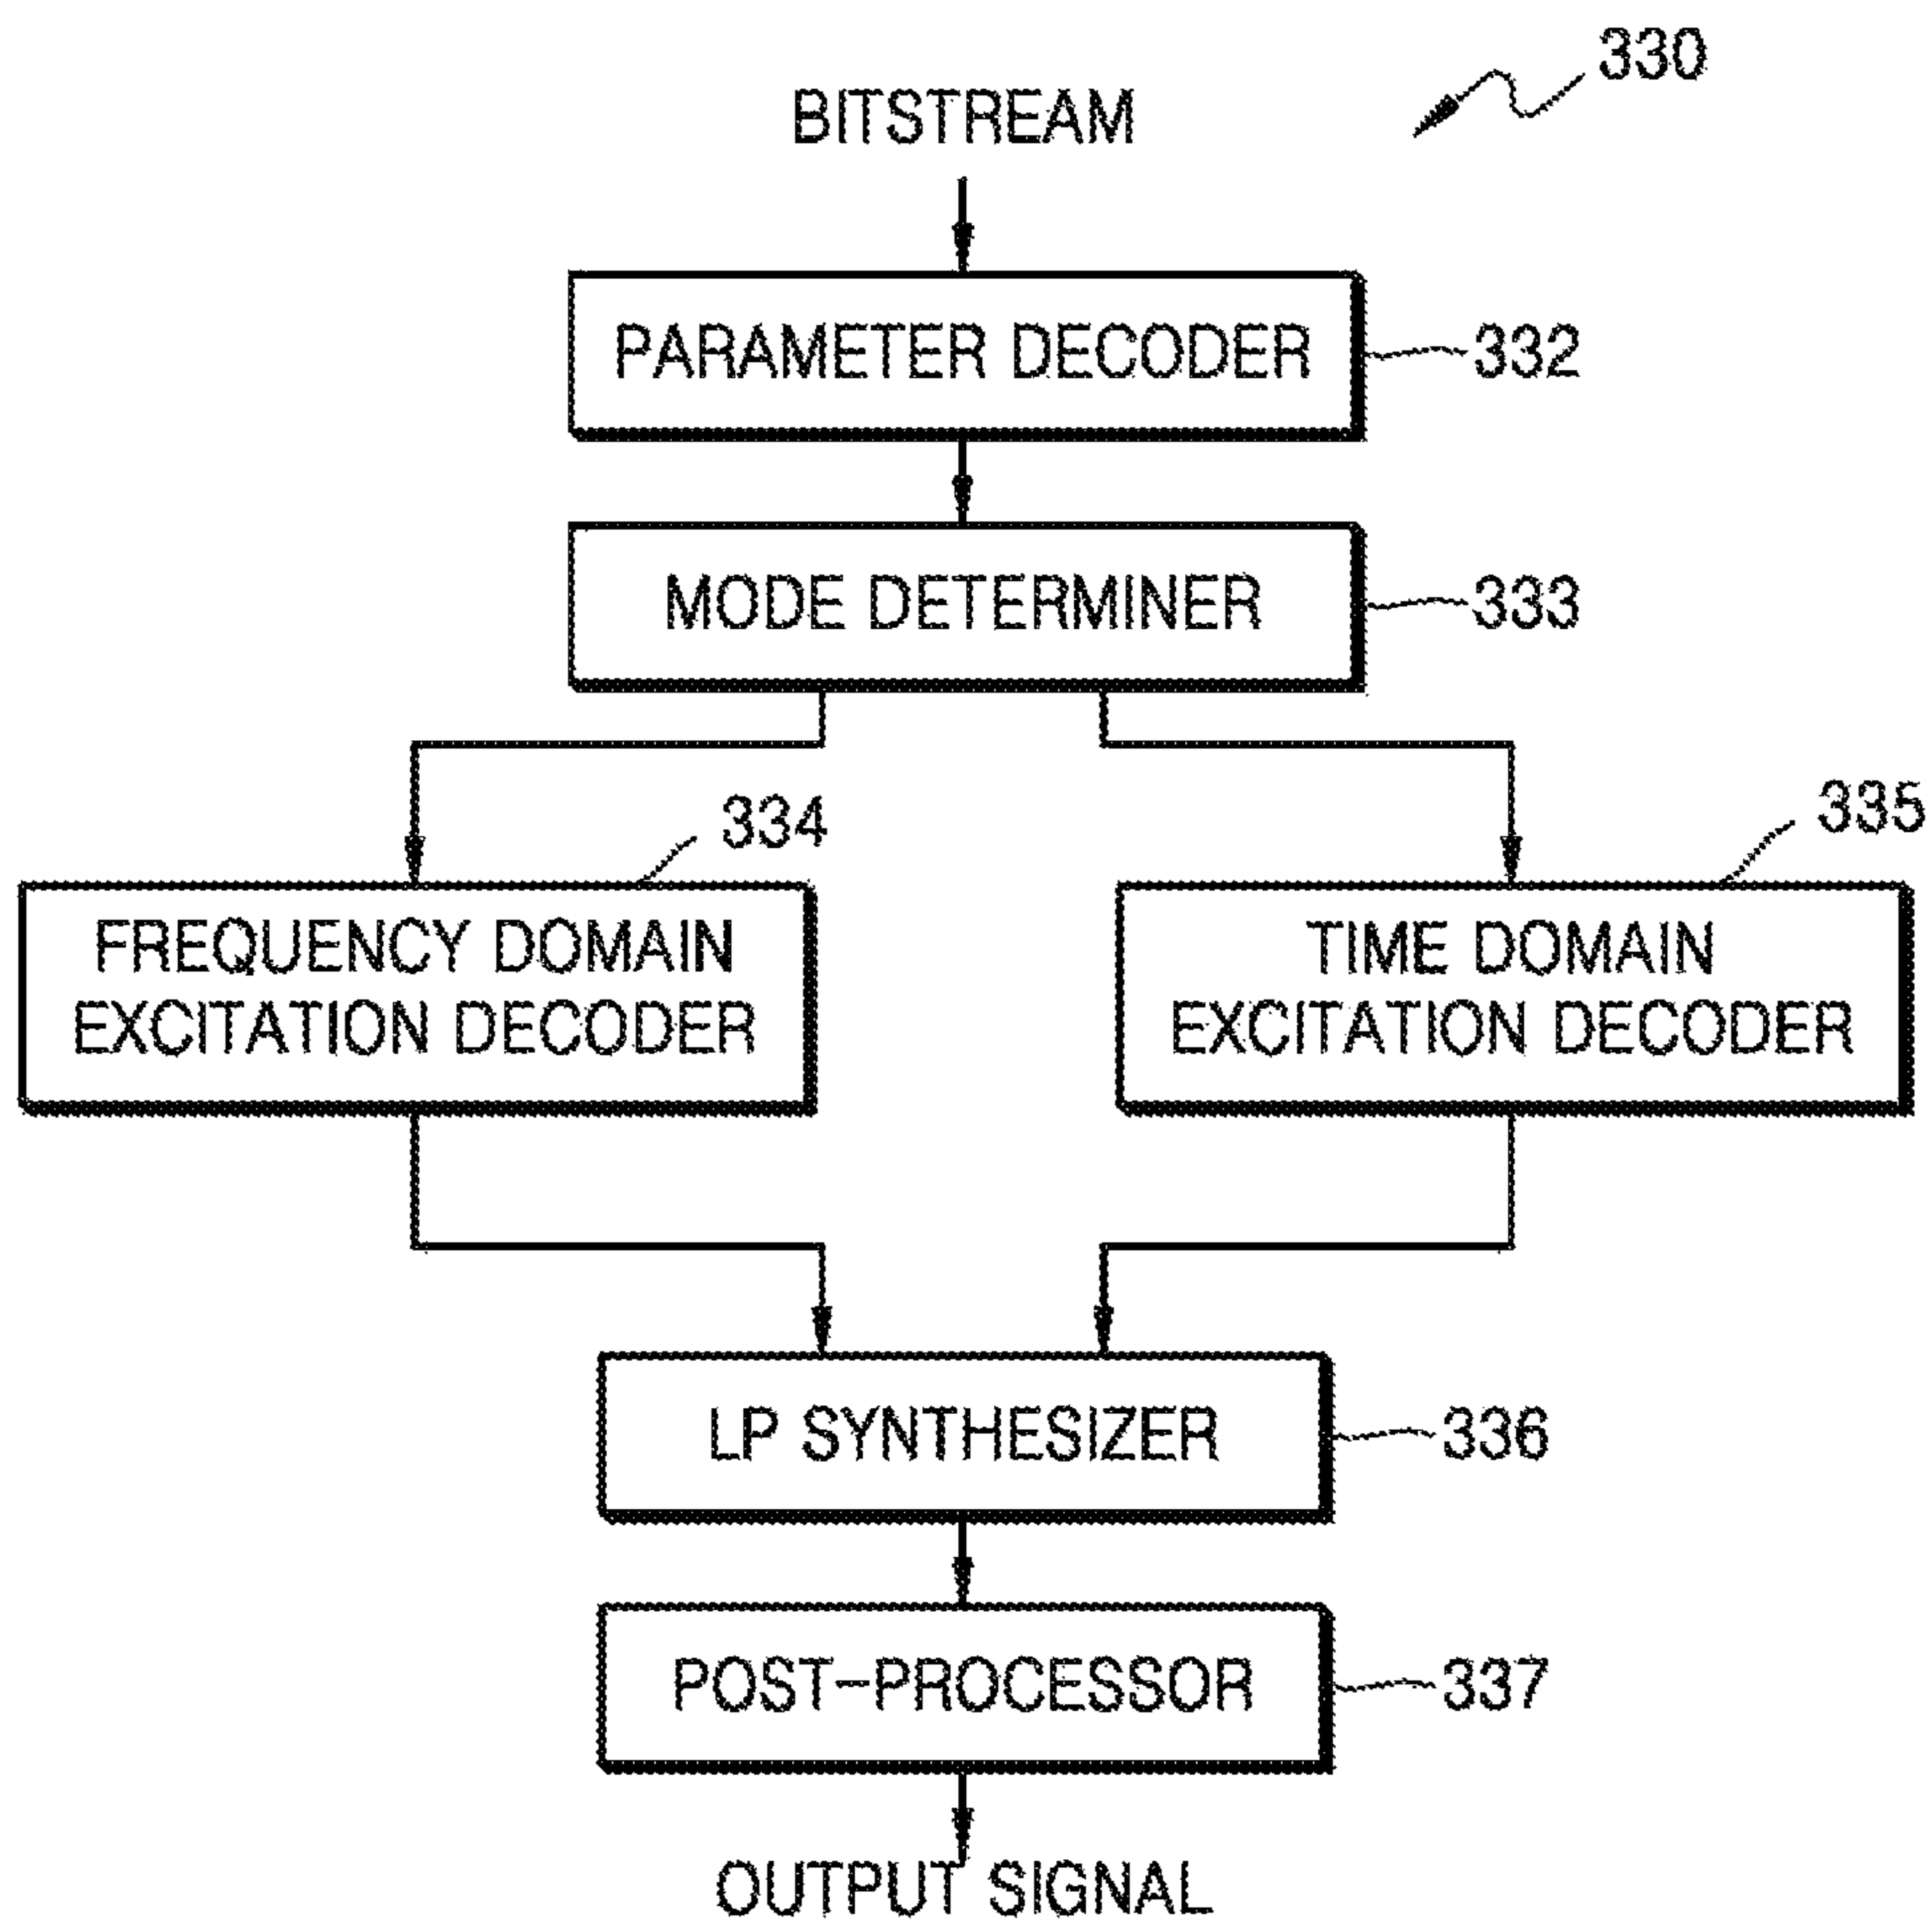 330
BITSTREAM
PARAMETER DECODER
332
MODE DETERMINER
333
334
335
FREQUENCY DOMAIN
EXCITATION DECODER
TIME DOMAIN
EXCITATION DECODER
LP SYNTHESIZER
336
POST-PROCESSOR
337
OUTPUT SIGNAL